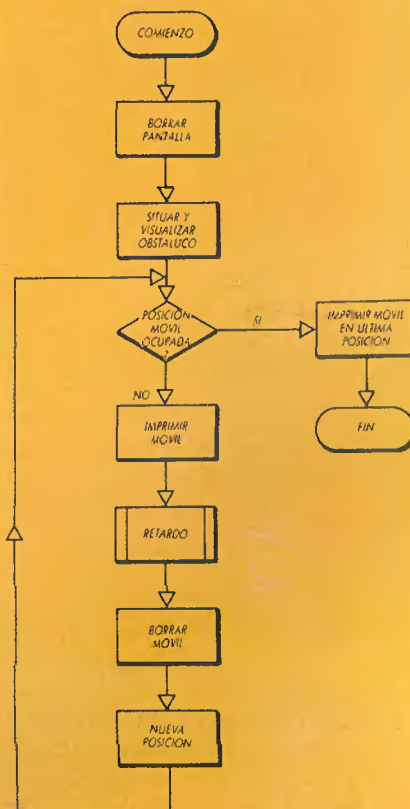 COMIENZO
BORRAR
PANTALLA
SITUAR Y
VISUALIZAR
OBSTALUCO
POSICION
MOVIL
OCUPADA
?
SI
IMPRIMIR MOVIL
EN ULTIMA
POSICION
FIN
NO
IMPRIMIR
MOVIL
RETARDO
BORRAR
MOVIL
NUEVA
POSICION